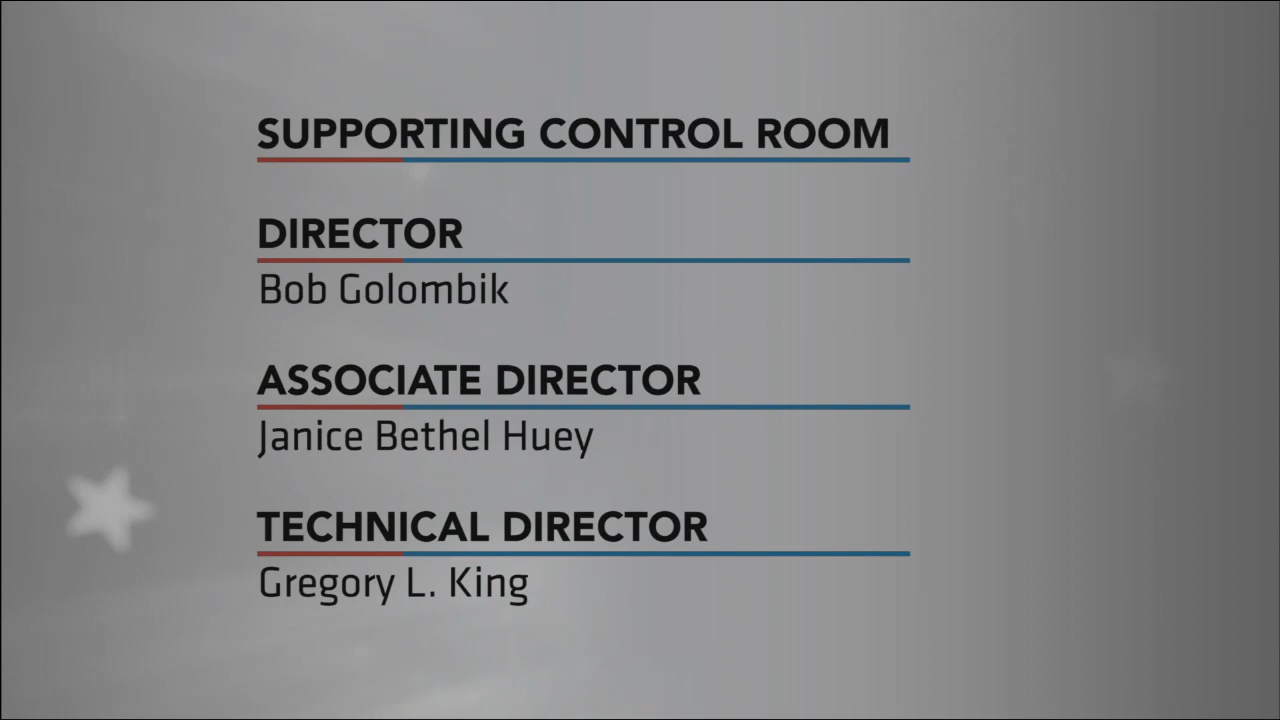 SUPPORTING CONTROL ROOM
DIRECTOR
Bob Golombik
ASSOCIATE DIRECTOR
Janice Bethel Huey
TECHNICAL DIRECTOR
Gregory L. King